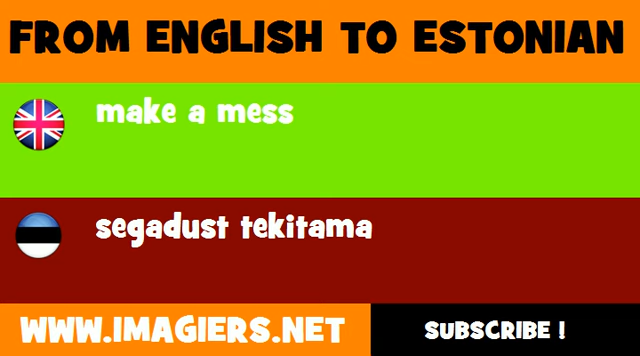 FROM ENGLISH TO ESTONIAN
make a mess
segadust tekitama
WWW.IMAGIERS.NET
SUBSCRIBE !